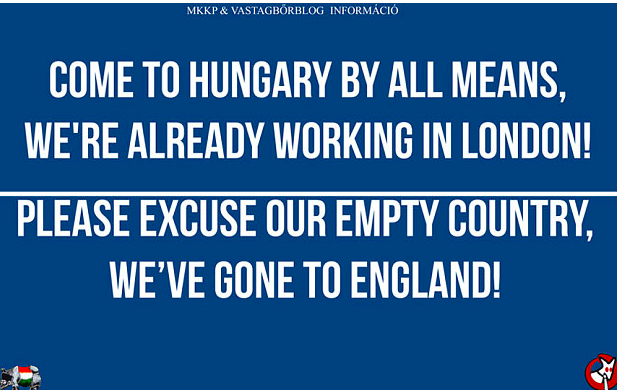 MKKP & VASTAGBŐRBLOG INFORMÁCIÓ
COME TO HUNGARY BY ALL MEANS,
WE'RE ALREADY WORKING IN LONDON!
PLEASE EXCUSE OUR EMPTY COUNTRY,
WE’VE GONE TO ENGLAND!